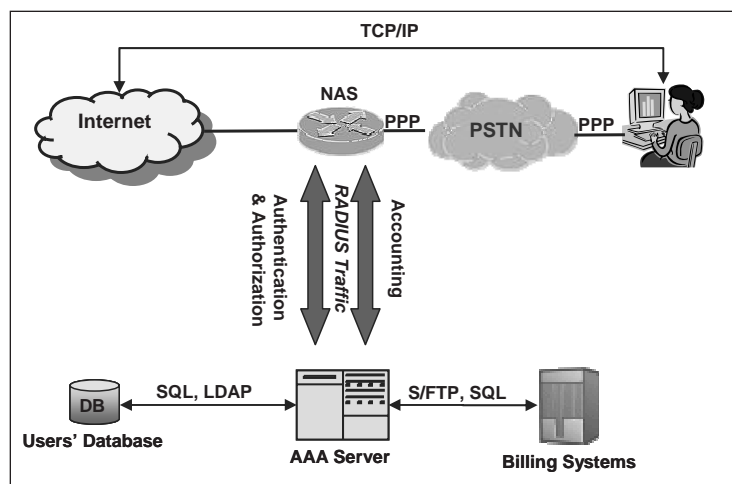 TCP/IP
NAS
Internet
PPP
PSTN
PPP
Authentication
& Authorization
RADIUS Traffic
Accounting
SQL, LDAP
S/FTP, SQL
DB
Users' Database
AAA Server
Billing Systems